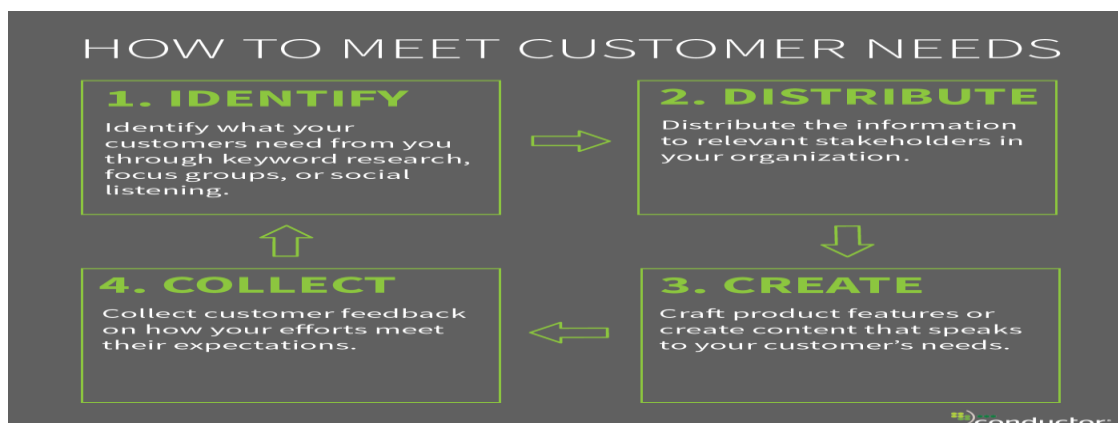 HOW TO MEET CUSTOMER NEEDS
1. IDENTIFY
Identify what your
customers need from you
through keyword research,
focus groups, or social
listening.
2. DISTRIBUTE
Distribute the information
to relevant stakeholders in
your organization.
3. CREATE
Craft product features or
create content that speaks
to your customer’s needs.
4. COLLECT
Collect customer feedback
on how your efforts meet
their expectations.
conductor